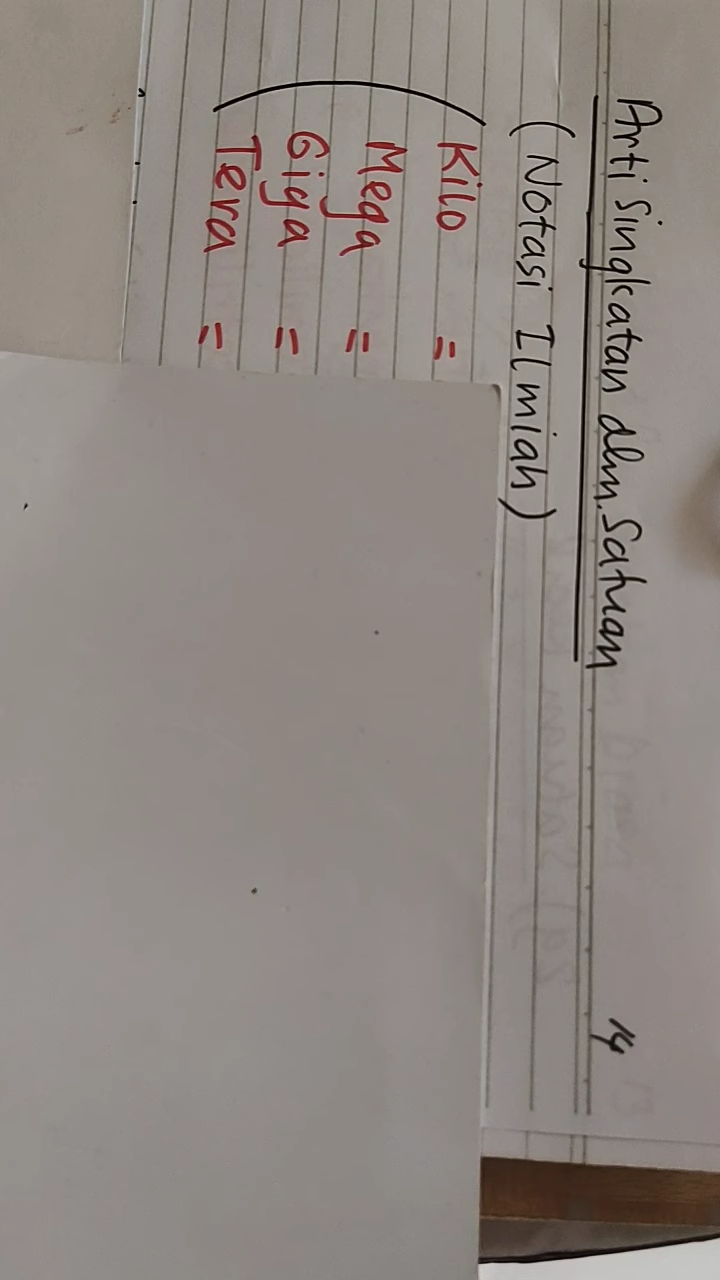 Arti Singkatan dlm. Satuan
14
(Notasi Ilmiah)
Kilo =
Mega =
Giga =
Tera =